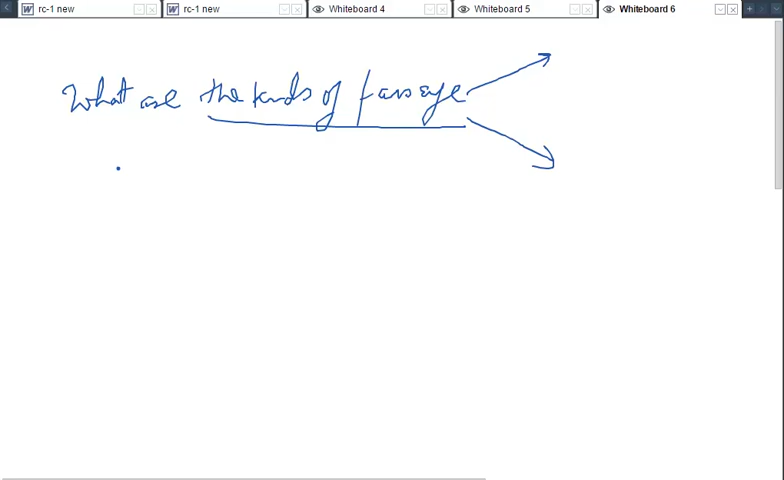 rc-1 new rc-1 new Whiteboard 4 Whiteboard 5 Whiteboard 6
What are the kinds of passage